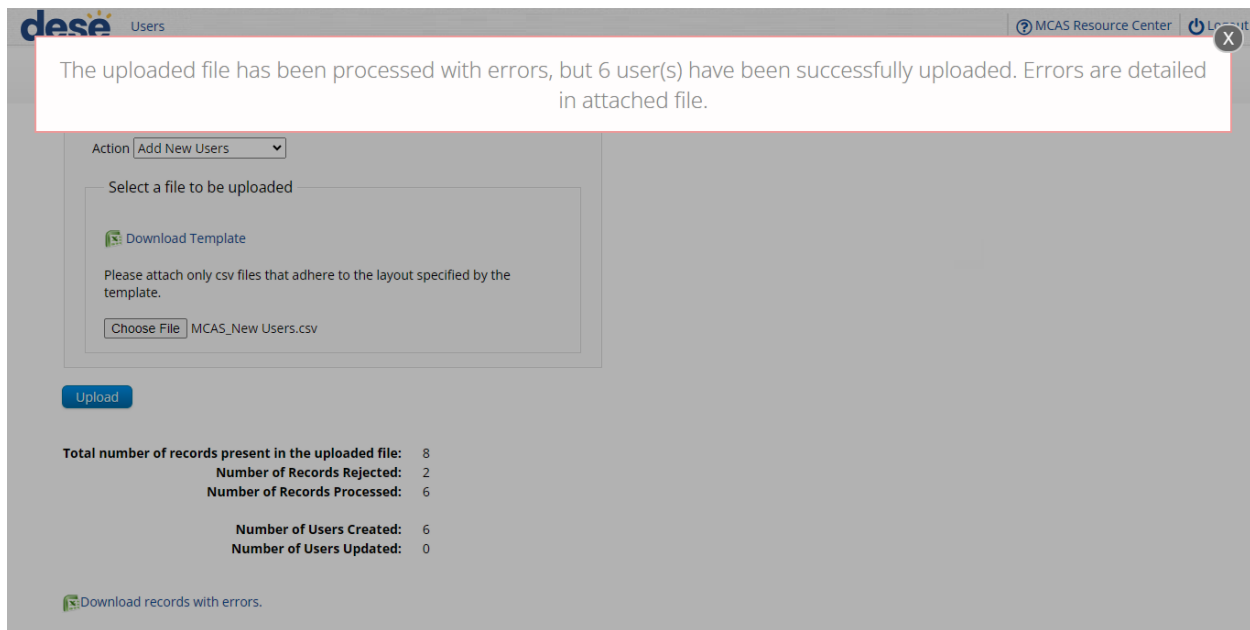 dese Users MCAS Resource Center Logout
X
The uploaded file has been processed with errors, but 6 user(s) have been successfully uploaded. Errors are detailed
in attached file.
Action Add New Users
Select a file to be uploaded
Download Template
Please attach only csv files that adhere to the layout specified by the
template.
Choose File MCAS_New Users.csv
Upload
Total number of records present in the uploaded file: 8
Number of Records Rejected: 2
Number of Records Processed: 6
Number of Users Created: 6
Number of Users Updated: 0
Download records with errors.